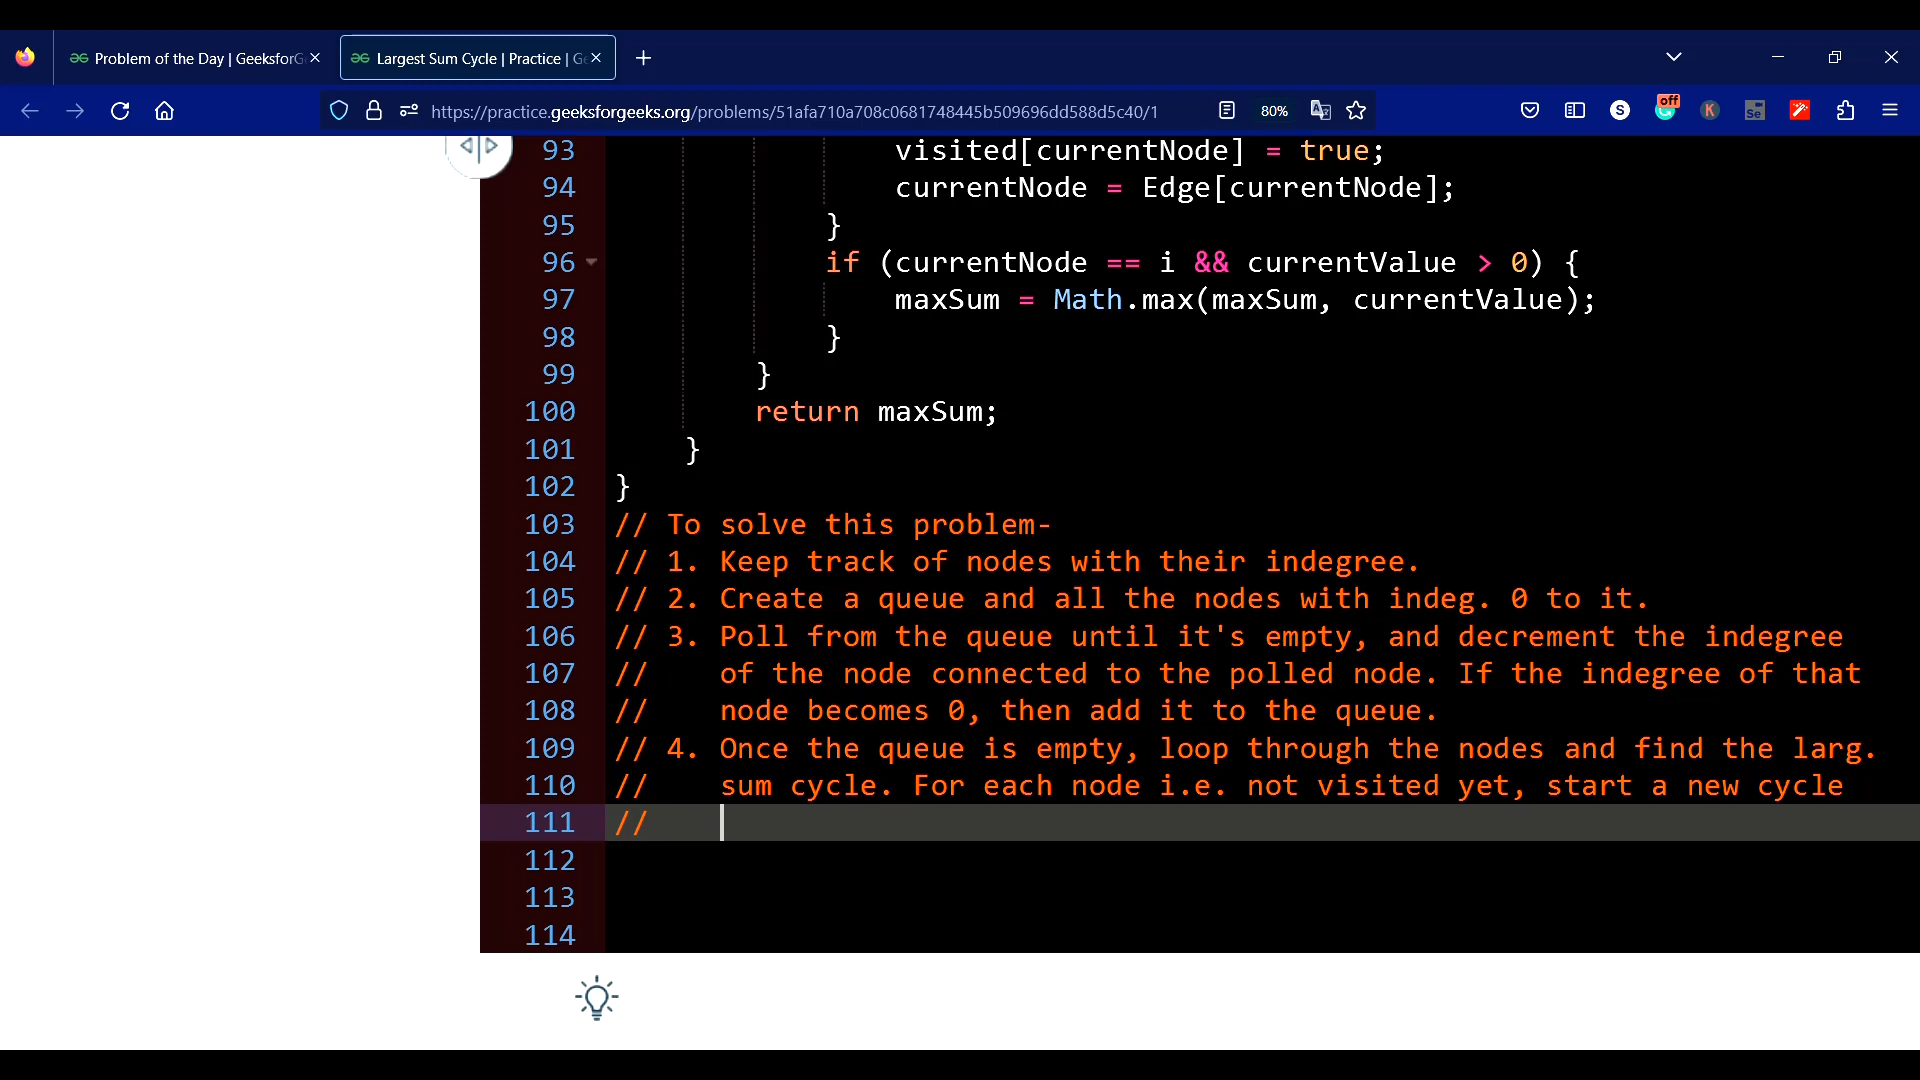 Problem of the Day | GeeksforG
Largest Sum Cycle | Practice | Ge
https://practice.geeksforgeeks.org/problems/51afa710a708c0681748445b509696dd588d5c40/1
80%
S
off
K
Se
93 visited[currentNode] = true;
94 currentNode = Edge[currentNode];
95 }
96 if (currentNode == i && currentValue > 0) {
97 maxSum = Math.max(maxSum, currentValue);
98 }
99 }
100 return maxSum;
101 }
102 }
103 // To solve this problem-
104 // 1. Keep track of nodes with their indegree.
105 // 2. Create a queue and all the nodes with indeg. 0 to it.
106 // 3. Poll from the queue until it's empty, and decrement the indegree
107 // of the node connected to the polled node. If the indegree of that
108 // node becomes 0, then add it to the queue.
109 // 4. Once the queue is empty, loop through the nodes and find the larg.
110 // sum cycle. For each node i.e. not visited yet, start a new cycle
111 //
112
113
114